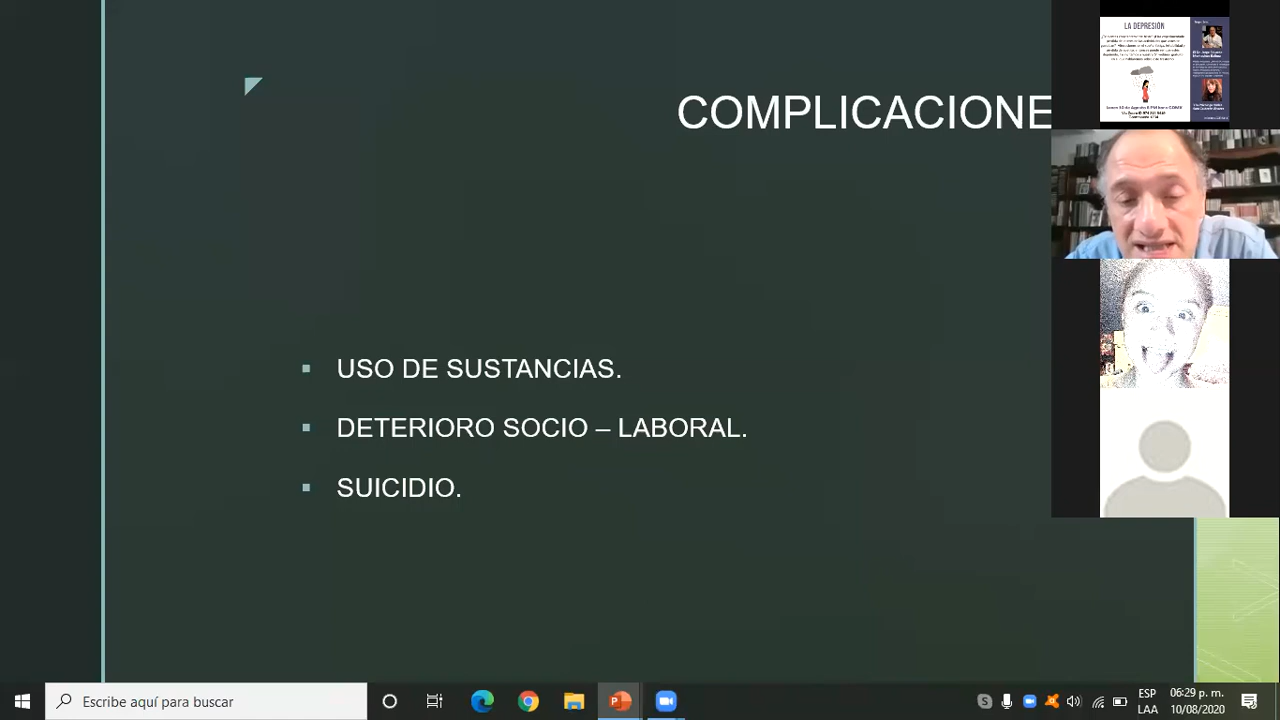 COMPLICACIONE
LA DEPRESIÓN
USO DE SUSTANCIAS.
DETERIORO SOCIO – LABORAL.
SUICIDIO.
Escribe aquí para buscar
ESP
LAA
06:29 p. m.
10/08/2020